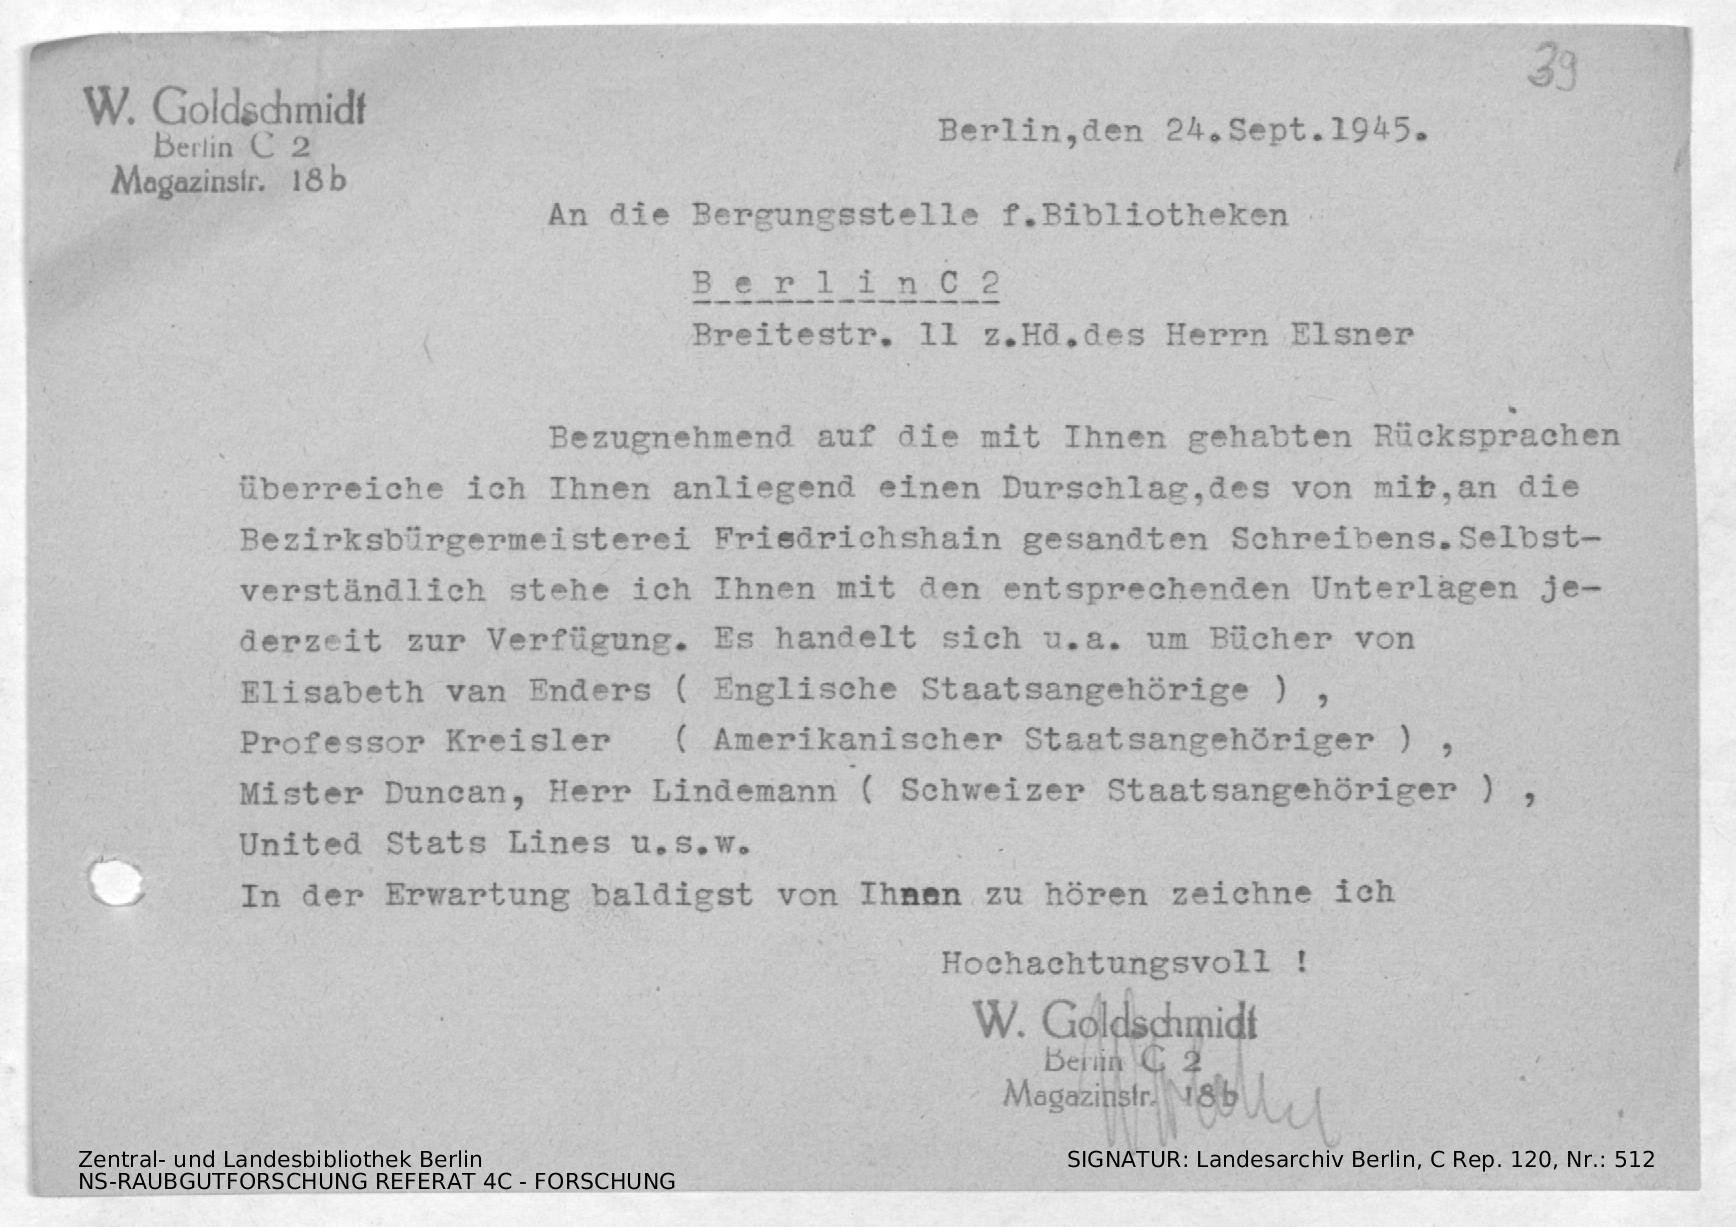 39
W. Goldschmidt
Berlin C 2
Magazinstr. 18b
Berlin,den 24.Sept.1945.
An die Bergungsstelle f.Bibliotheken
B e r l i n C 2
Breitestr. 11 z.Hd.des Herrn Elsner
Bezugnehmend auf die mit Ihnen gehabten Rücksprachen
überreiche ich Ihnen anliegend einen Durschlag,des von mir,an die
Bezirksbürgermeisterei Friedrichshain gesandten Schreibens.Selbst-
verständlich stehe ich Ihnen mit den entsprechenden Unterlagen je-
derzeit zur Verfügung. Es handelt sich u.a. um Bücher von
Elisabeth van Enders ( Englische Staatsangehörige ) ,
Professor Kreisler ( Amerikanischer Staatsangehöriger ) ,
Mister Duncan, Herr Lindemann ( Schweizer Staatsangehöriger ) ,
United Stats Lines u.s.w.
In der Erwartung baldigst von Ihnen zu hören zeichne ich
Hochachtungsvoll !
W. Goldschmidt
Berlin C 2
Magazinstr. 18b
Zentral- und Landesbibliothek Berlin
NS-RAUBGUTFORSCHUNG REFERAT 4C - FORSCHUNG
SIGNATUR: Landesarchiv Berlin, C Rep. 120, Nr.: 512